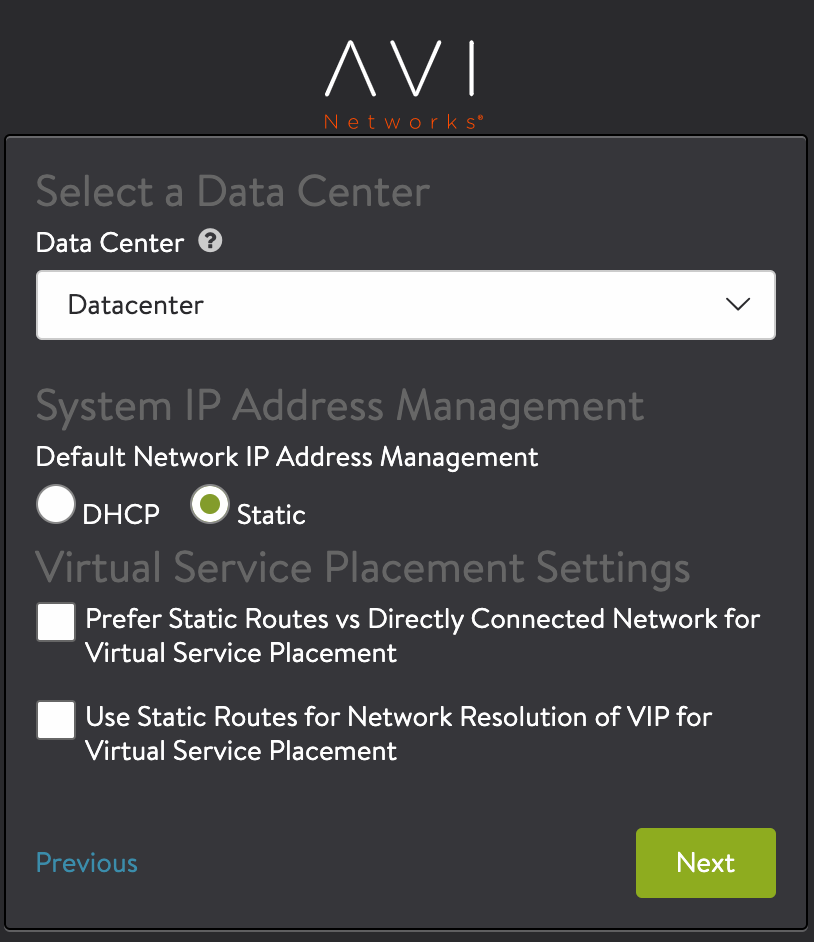 AVI
Networks®
Select a Data Center
Data Center ?
Datacenter
System IP Address Management
Default Network IP Address Management
DHCP Static
Virtual Service Placement Settings
Prefer Static Routes vs Directly Connected Network for
Virtual Service Placement
Use Static Routes for Network Resolution of VIP for
Virtual Service Placement
Previous Next